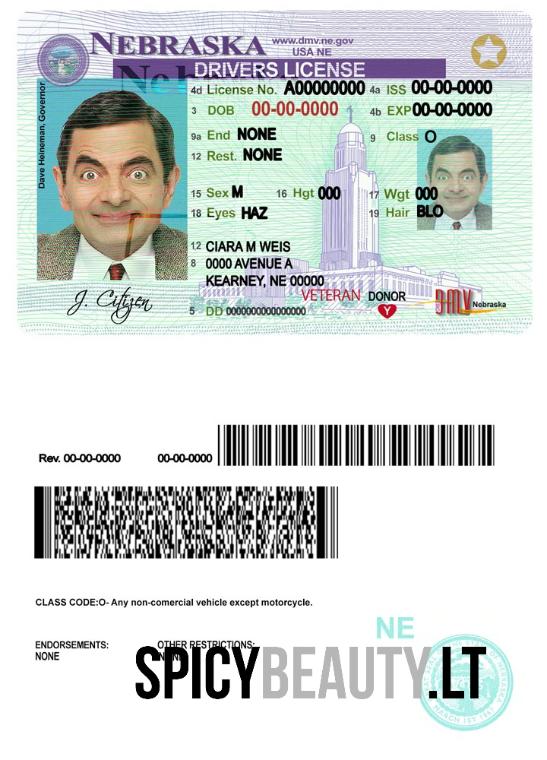 NEBRASKA www.dmv.ne.gov
USA NE
Nebraska
DRIVERS LICENSE
Dave Heineman, Governor
4d License No. A00000000 4a ISS 00-00-0000
3 DOB 00-00-0000 4b EXP 00-00-0000
9a End NONE 9 Class O
12 Rest. NONE
15 Sex M 16 Hgt 000 17 Wgt 000
18 Eyes HAZ 19 Hair BLO
12 CIARA M WEIS
8 0000 AVENUE A
KEARNEY, NE 00000
VETERAN DONOR
J. Citizen
5 DD 0000000000000000
Y
DMV Nebraska
Rev. 00-00-0000 00-00-0000
CLASS CODE:O- Any non-comercial vehicle except motorcycle.
NE
ENDORSEMENTS: OTHER RESTRICTIONS:
NONE NONE
SPICYBEAUTY.LT
MARCH 1ST 1867